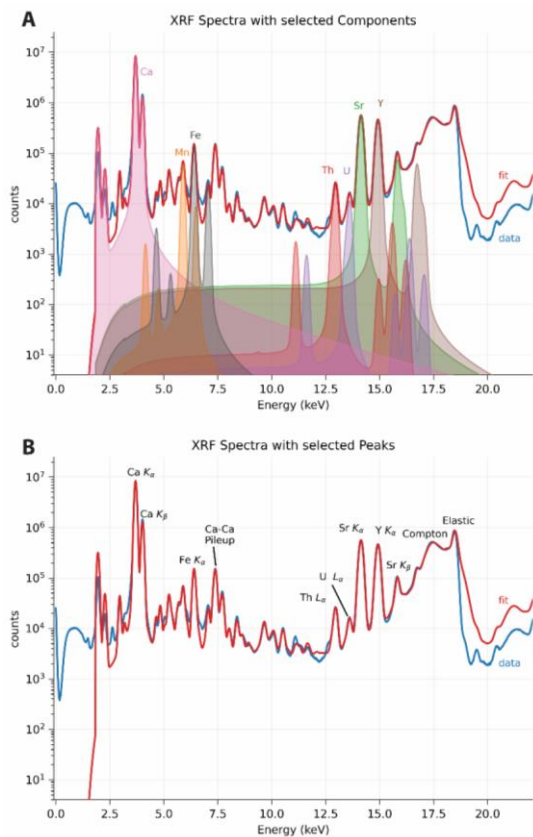 A
XRF Spectra with selected Components
10⁷
10⁶
10⁵
10⁴
10³
10²
10¹
counts
Ca
Mn
Fe
Th
U
Sr
Y
fit
data
0.0 2.5 5.0 7.5 10.0 12.5 15.0 17.5 20.0
Energy (keV)
B
XRF Spectra with selected Peaks
10⁷
10⁶
10⁵
10⁴
10³
10²
10¹
counts
Ca Kα
Ca Kβ
Fe Kα
Ca-Ca
Pileup
Th Lα
U Lα
Sr Kα
Y Kα
Sr Kβ
Compton
Elastic
fit
data
0.0 2.5 5.0 7.5 10.0 12.5 15.0 17.5 20.0
Energy (keV)